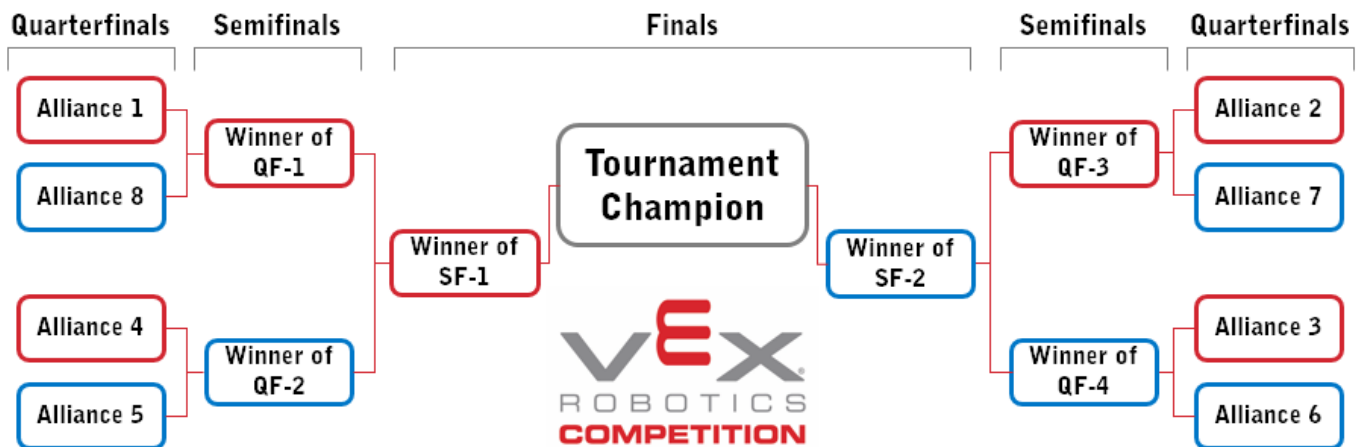 Quarterfinals
Semifinals
Finals
Semifinals
Quarterfinals
Alliance 1
Alliance 8
Alliance 4
Alliance 5
Winner of
QF-1
Winner of
QF-2
Winner of
SF-1
Tournament
Champion
Winner of
SF-2
Winner of
QF-3
Winner of
QF-4
Alliance 2
Alliance 7
Alliance 3
Alliance 6
VEX
ROBOTICS
COMPETITION